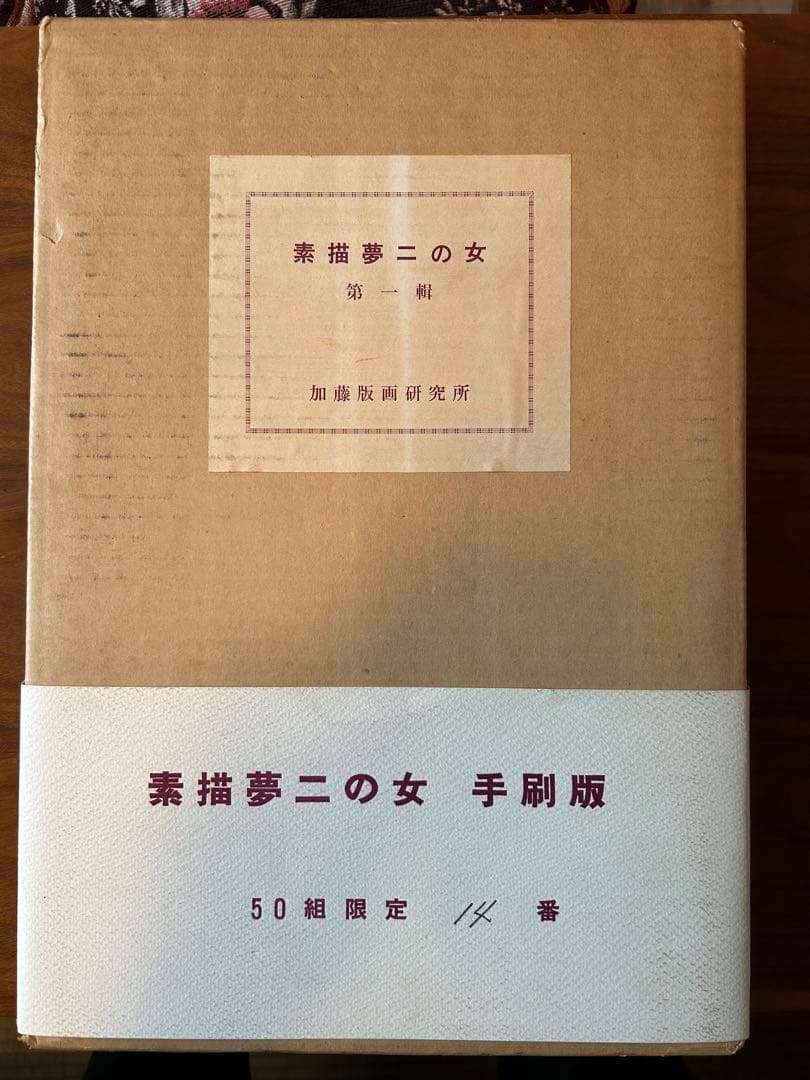 素描夢二の女
第一輯
加藤版画研究所
素描夢二の女 手刷版
50組限定 14 番